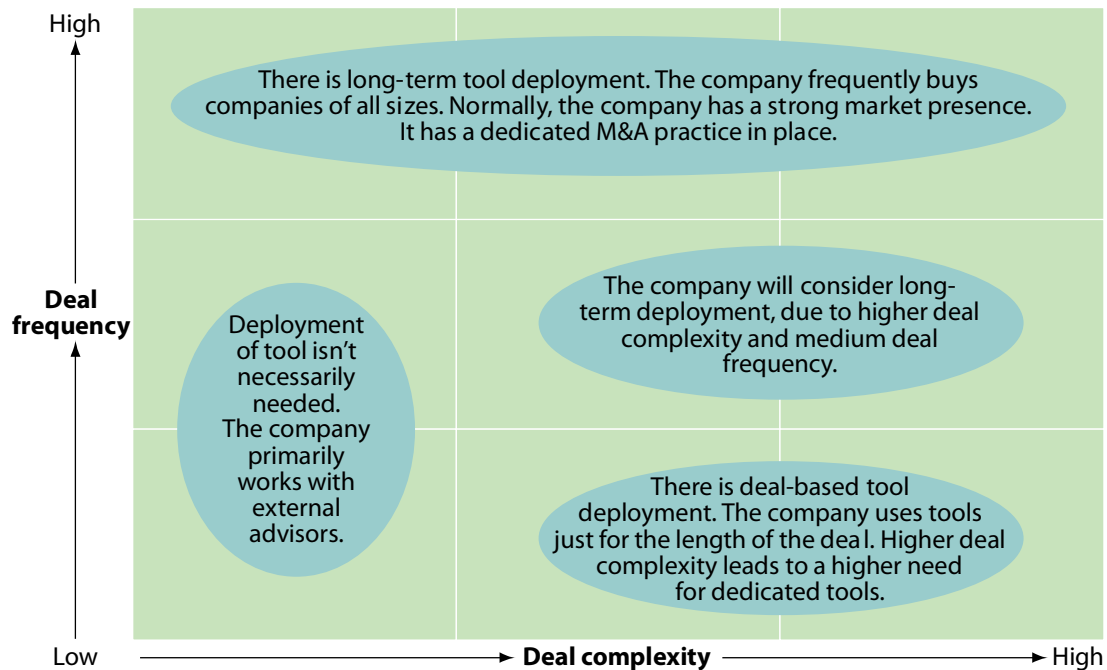 High
There is long-term tool deployment. The company frequently buys
companies of all sizes. Normally, the company has a strong market presence.
It has a dedicated M&A practice in place.
Deal
frequency
Deployment
of tool isn't
necessarily
needed.
The company
primarily
works with
external
advisors.
The company will consider long-
term deployment, due to higher deal
complexity and medium deal
frequency.
There is deal-based tool
deployment. The company uses tools
just for the length of the deal. Higher deal
complexity leads to a higher need
for dedicated tools.
Low
Deal complexity
High